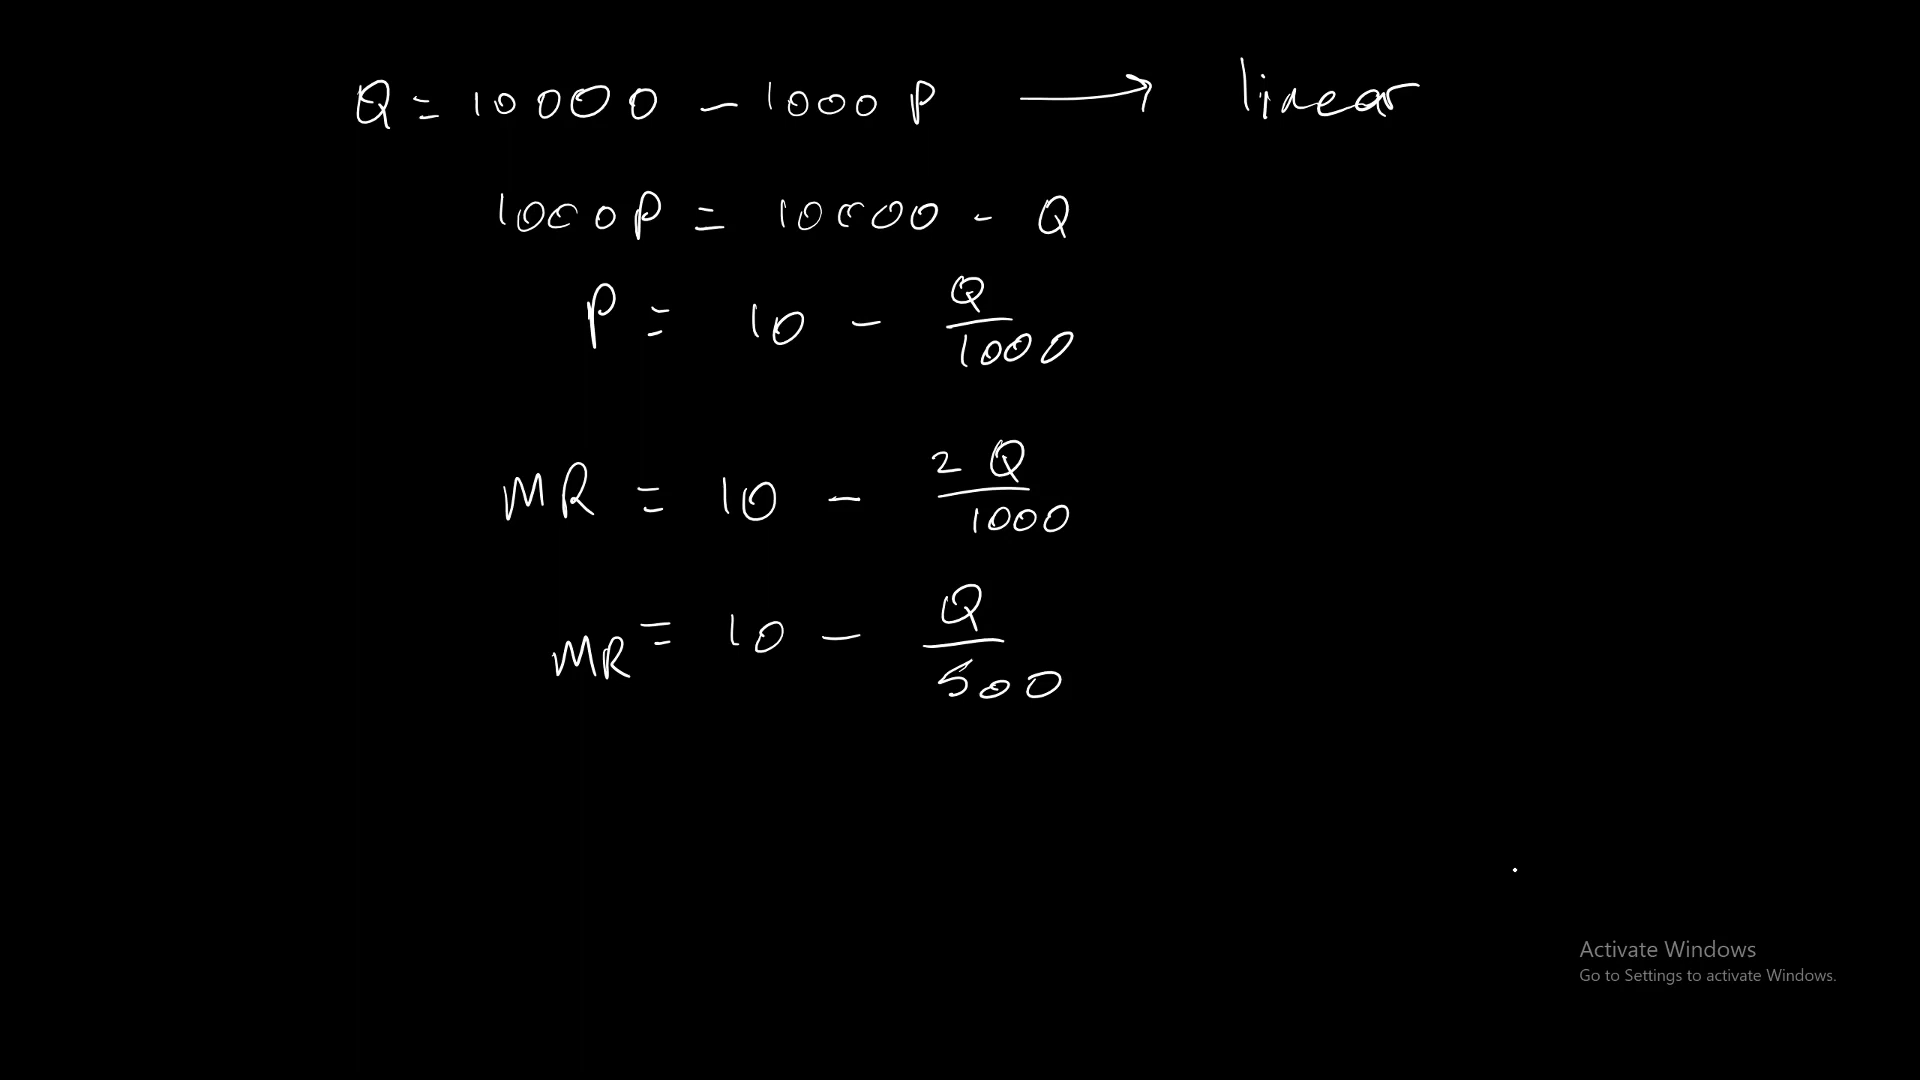 Q = 10000 - 1000 P → linear
1000P = 10000 - Q
P = 10 - Q/1000
MR = 10 - 2Q/1000
MR = 10 - Q/500
Activate Windows
Go to Settings to activate Windows.